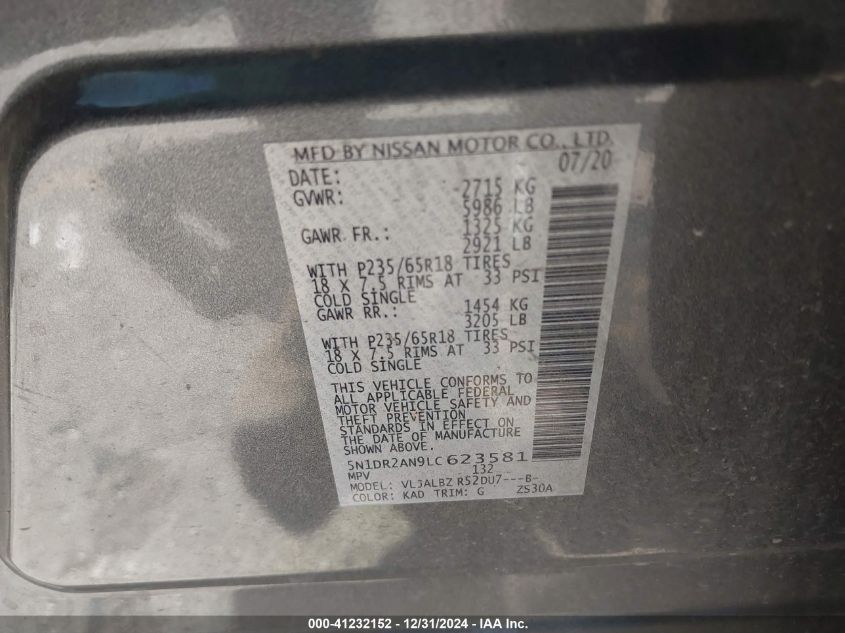 MFD BY NISSAN MOTOR CO., LTD.
DATE: 07/20
GVWR: 2715 KG
5986 LB
GAWR FR.: 1325 KG
2921 LB
WITH P235/65R18 TIRES
18 X 7.5 RIMS AT 33 PSI
COLD SINGLE
GAWR RR.: 1454 KG
3205 LB
WITH P235/65R18 TIRES
18 X 7.5 RIMS AT 33 PSI
COLD SINGLE
THIS VEHICLE CONFORMS TO
ALL APPLICABLE FEDERAL
MOTOR VEHICLE SAFETY AND
THEFT PREVENTION
STANDARDS IN EFFECT ON
THE DATE OF MANUFACTURE
SHOWN ABOVE.
5N1DR2AN9LC623581
MPV 132
MODEL: VLJALBZ R52DU7---B-
COLOR: KAD TRIM: G ZS30A
000-41232152 - 12/31/2024 - IAA Inc.